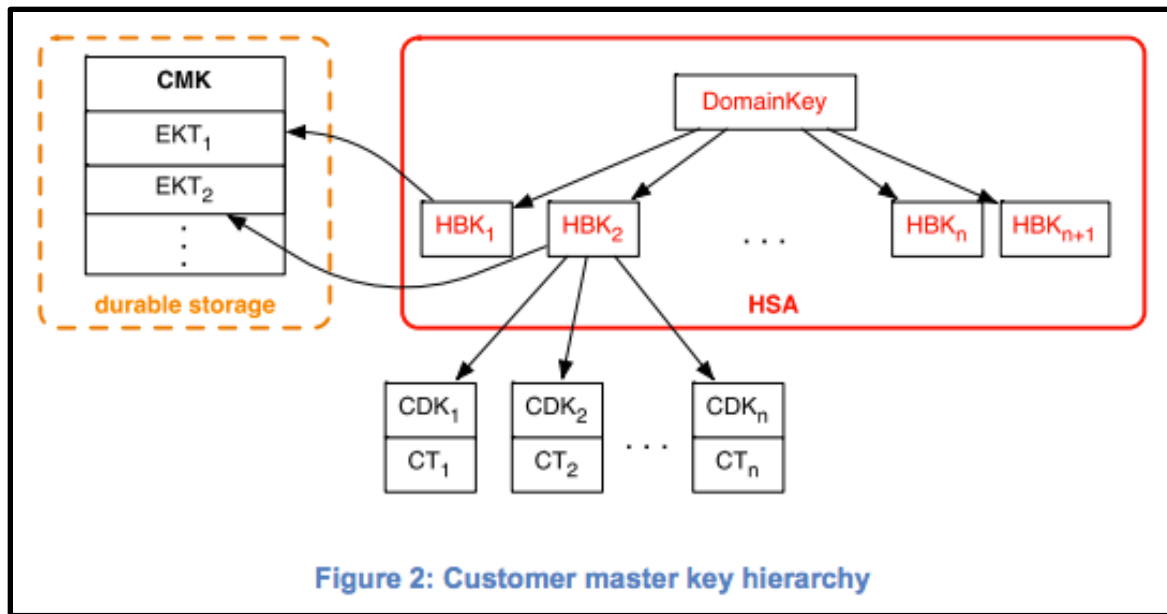 CMK
EKT₁
EKT₂
⋮
durable storage
DomainKey
HBK₁ HBK₂ . . . HBKₙ HBKₙ₊₁
HSA
CDK₁ CDK₂ . . . CDKₙ
CT₁ CT₂ CTₙ
Figure 2: Customer master key hierarchy